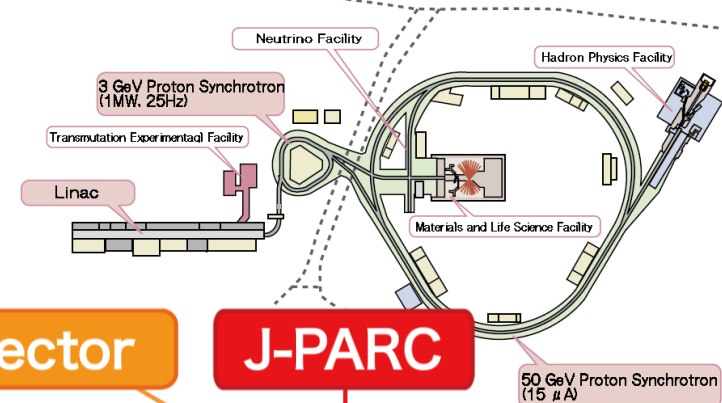 Neutrino Facility
Hadron Physics Facility
3 GeV Proton Synchrotron
(1MW, 25Hz)
Transmutation Experimentaql Facility
Linac
Materials and Life Science Facility
ector
J-PARC
50 GeV Proton Synchrotron
(15 μA)